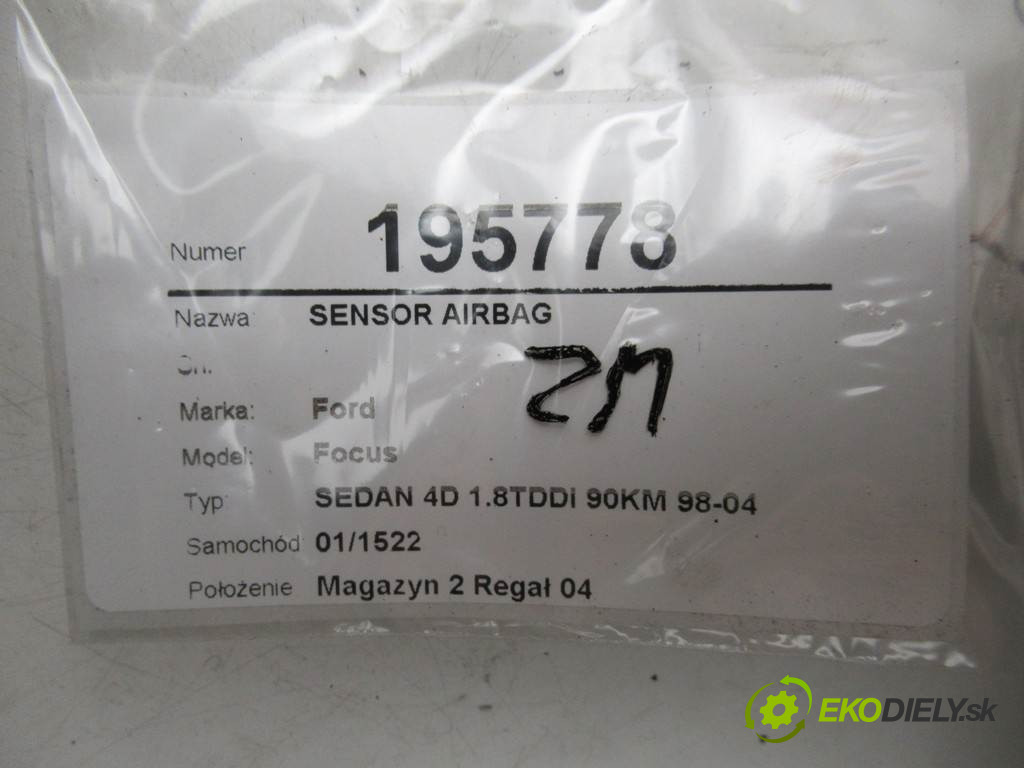 Numer 195778
Nazwa SENSOR AIRBAG
Marka: Ford
Model: Focus
Typ SEDAN 4D 1.8TDDI 90KM 98-04
Samochód 01/1522
Położenie Magazyn 2 Regał 04
EKODIELY.sk